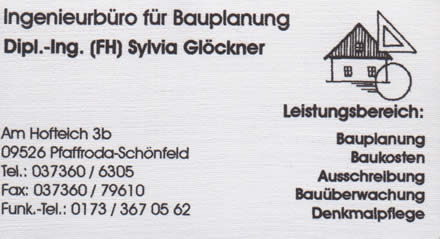 Ingenieurbüro für Bauplanung
Dipl.-Ing. (FH) Sylvia Glöckner
Leistungsbereich:
Am Hofteich 3b
09526 Pfaffroda-Schönfeld
Tel.: 037360 / 6305
Fax: 037360 / 79610
Funk.-Tel.: 0173 / 367 05 62
Bauplanung
Baukosten
Ausschreibung
Bauüberwachung
Denkmalpflege